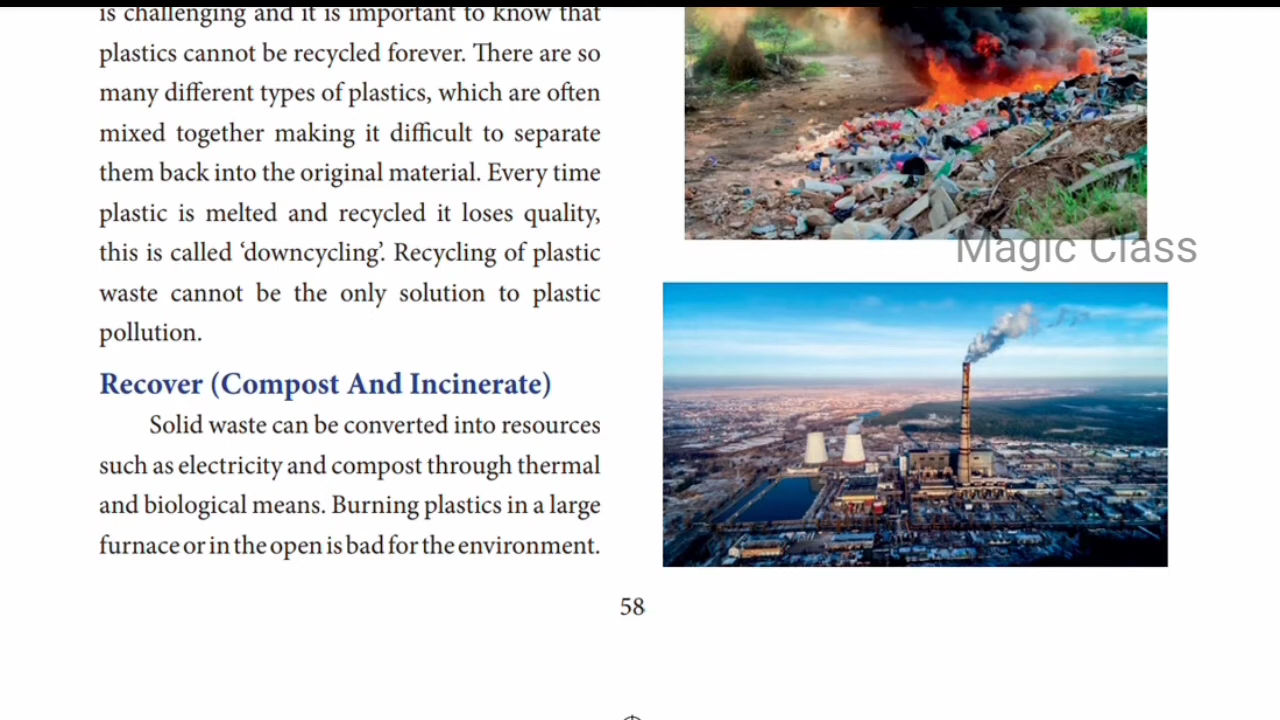 is challenging and it is important to know that
plastics cannot be recycled forever. There are so
many different types of plastics, which are often
mixed together making it difficult to separate
them back into the original material. Every time
plastic is melted and recycled it loses quality,
this is called ‘downcycling’. Recycling of plastic
waste cannot be the only solution to plastic
pollution.
Recover (Compost And Incinerate)
Solid waste can be converted into resources
such as electricity and compost through thermal
and biological means. Burning plastics in a large
furnace or in the open is bad for the environment.
Magic Class
58